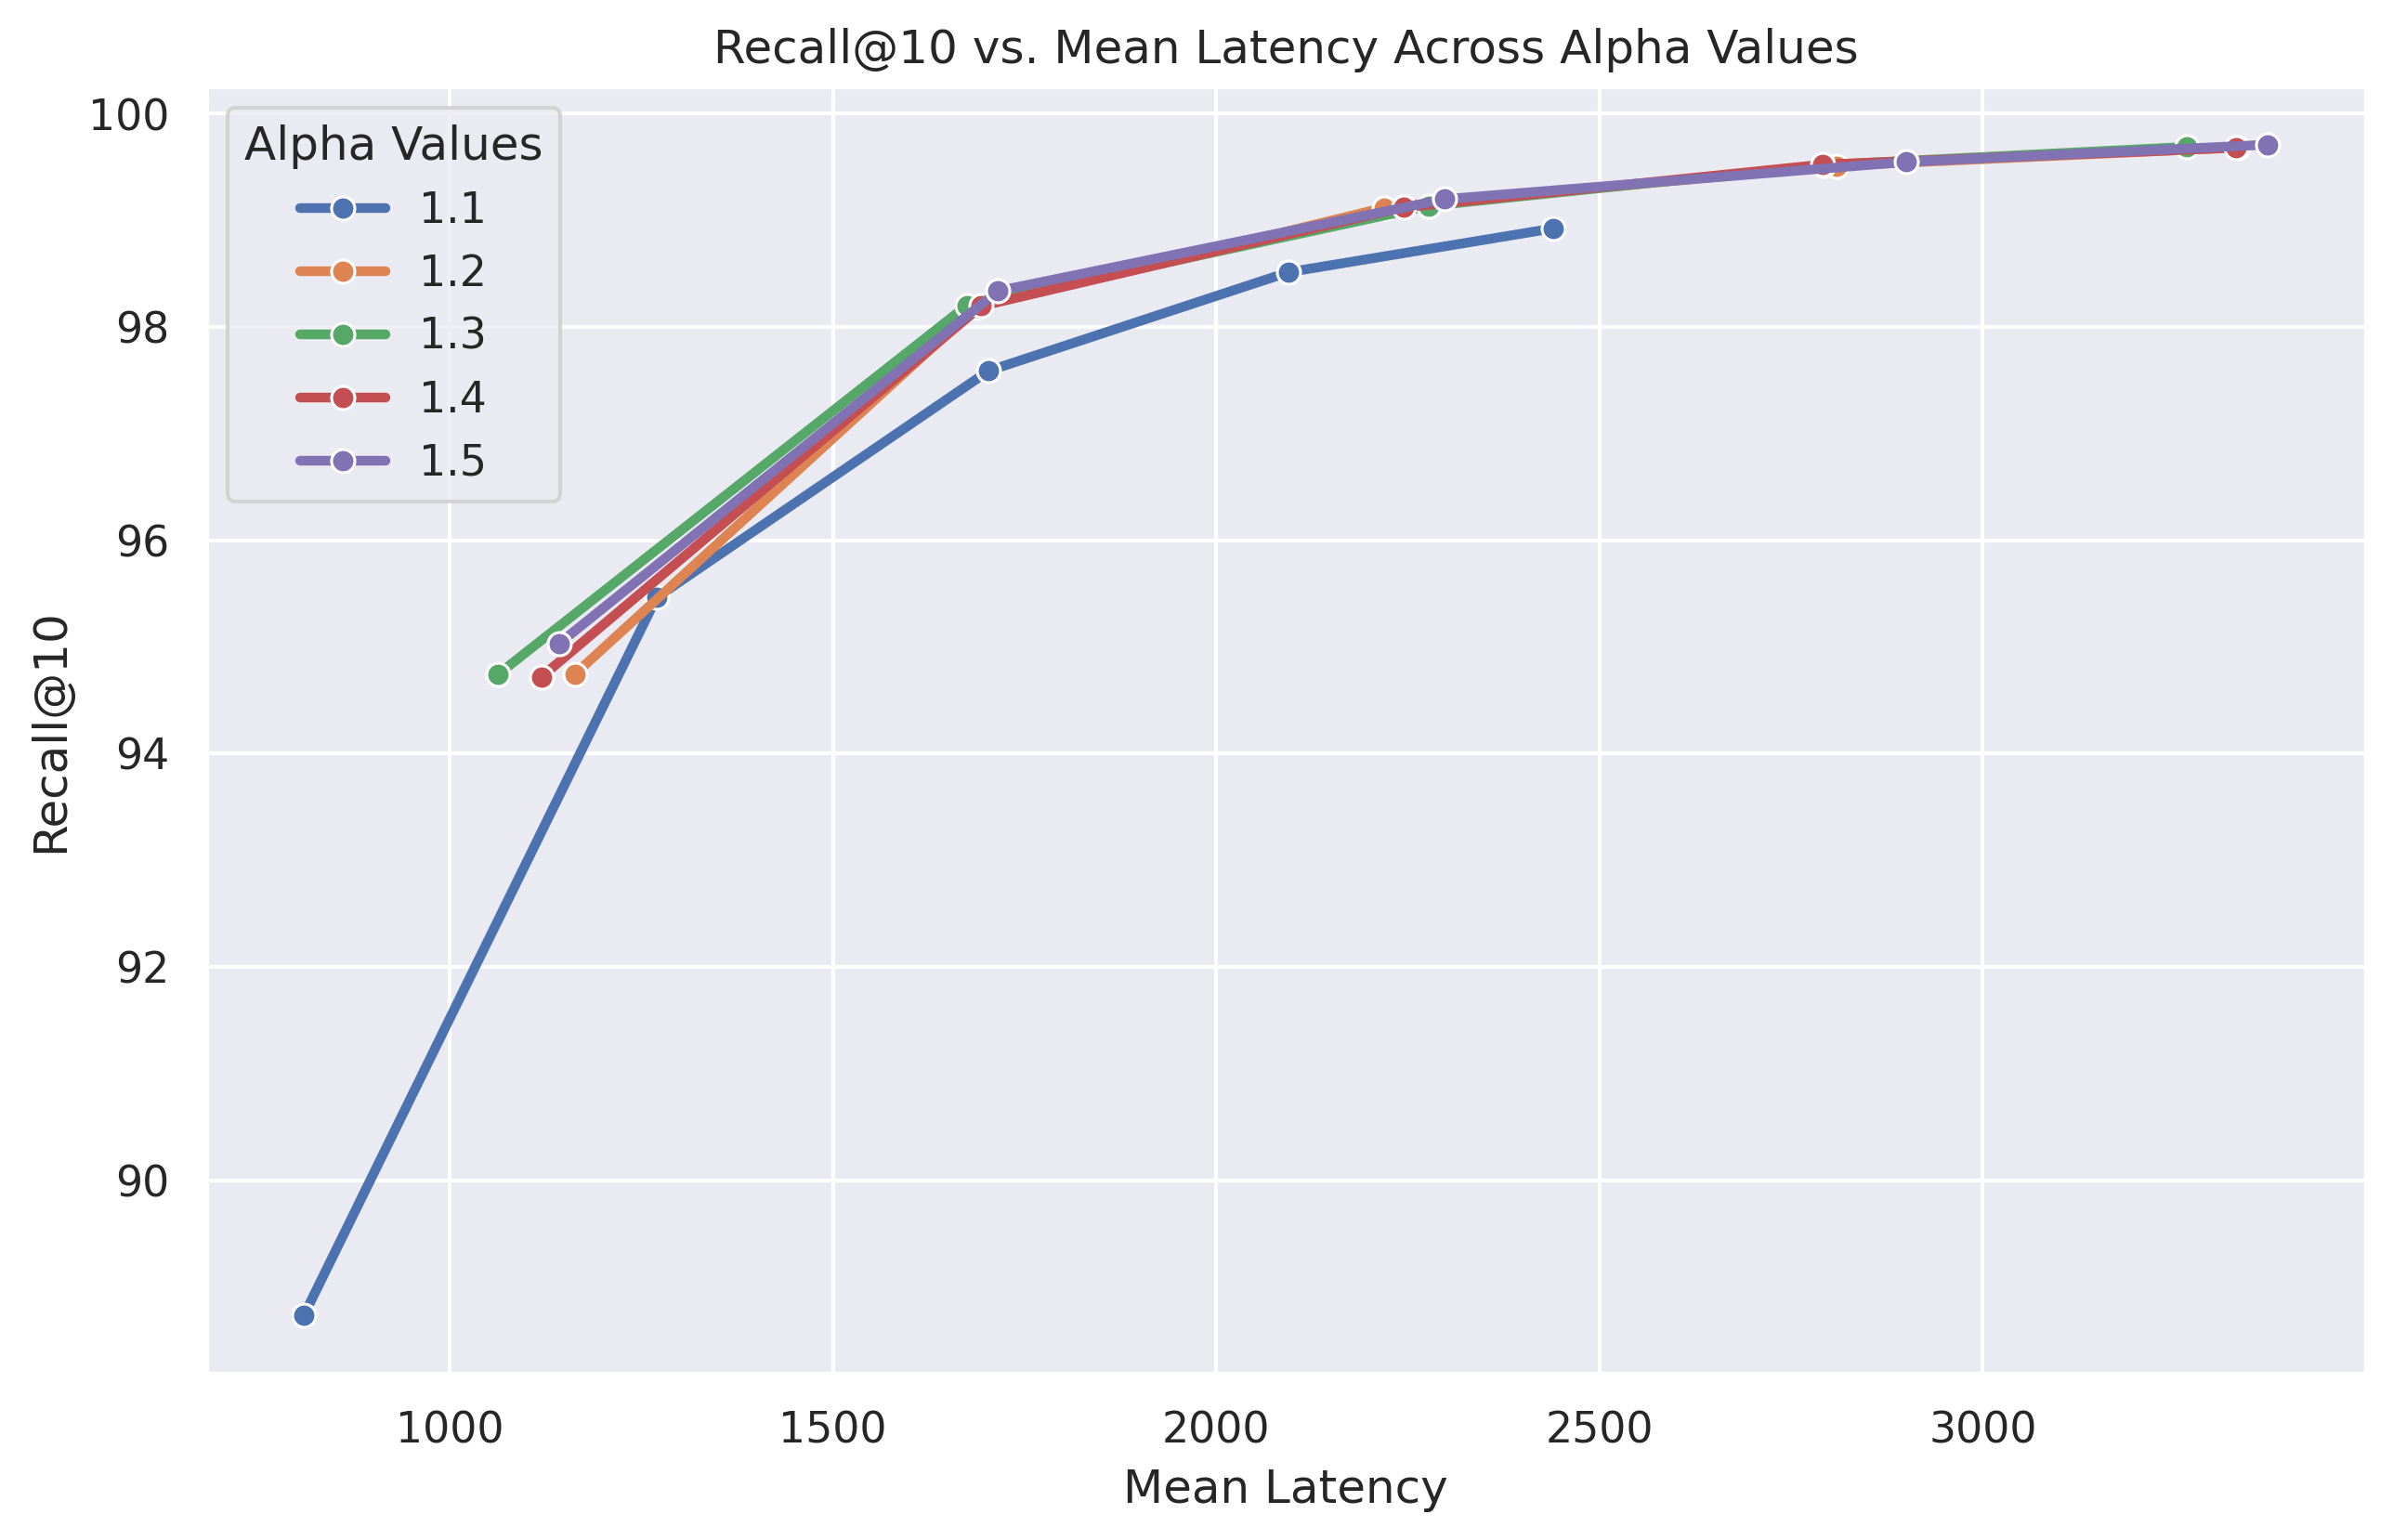 Recall@10 vs. Mean Latency Across Alpha Values
100
98
96
94
92
90
Recall@10
Alpha Values
1.1
1.2
1.3
1.4
1.5
1000 1500 2000 2500 3000
Mean Latency